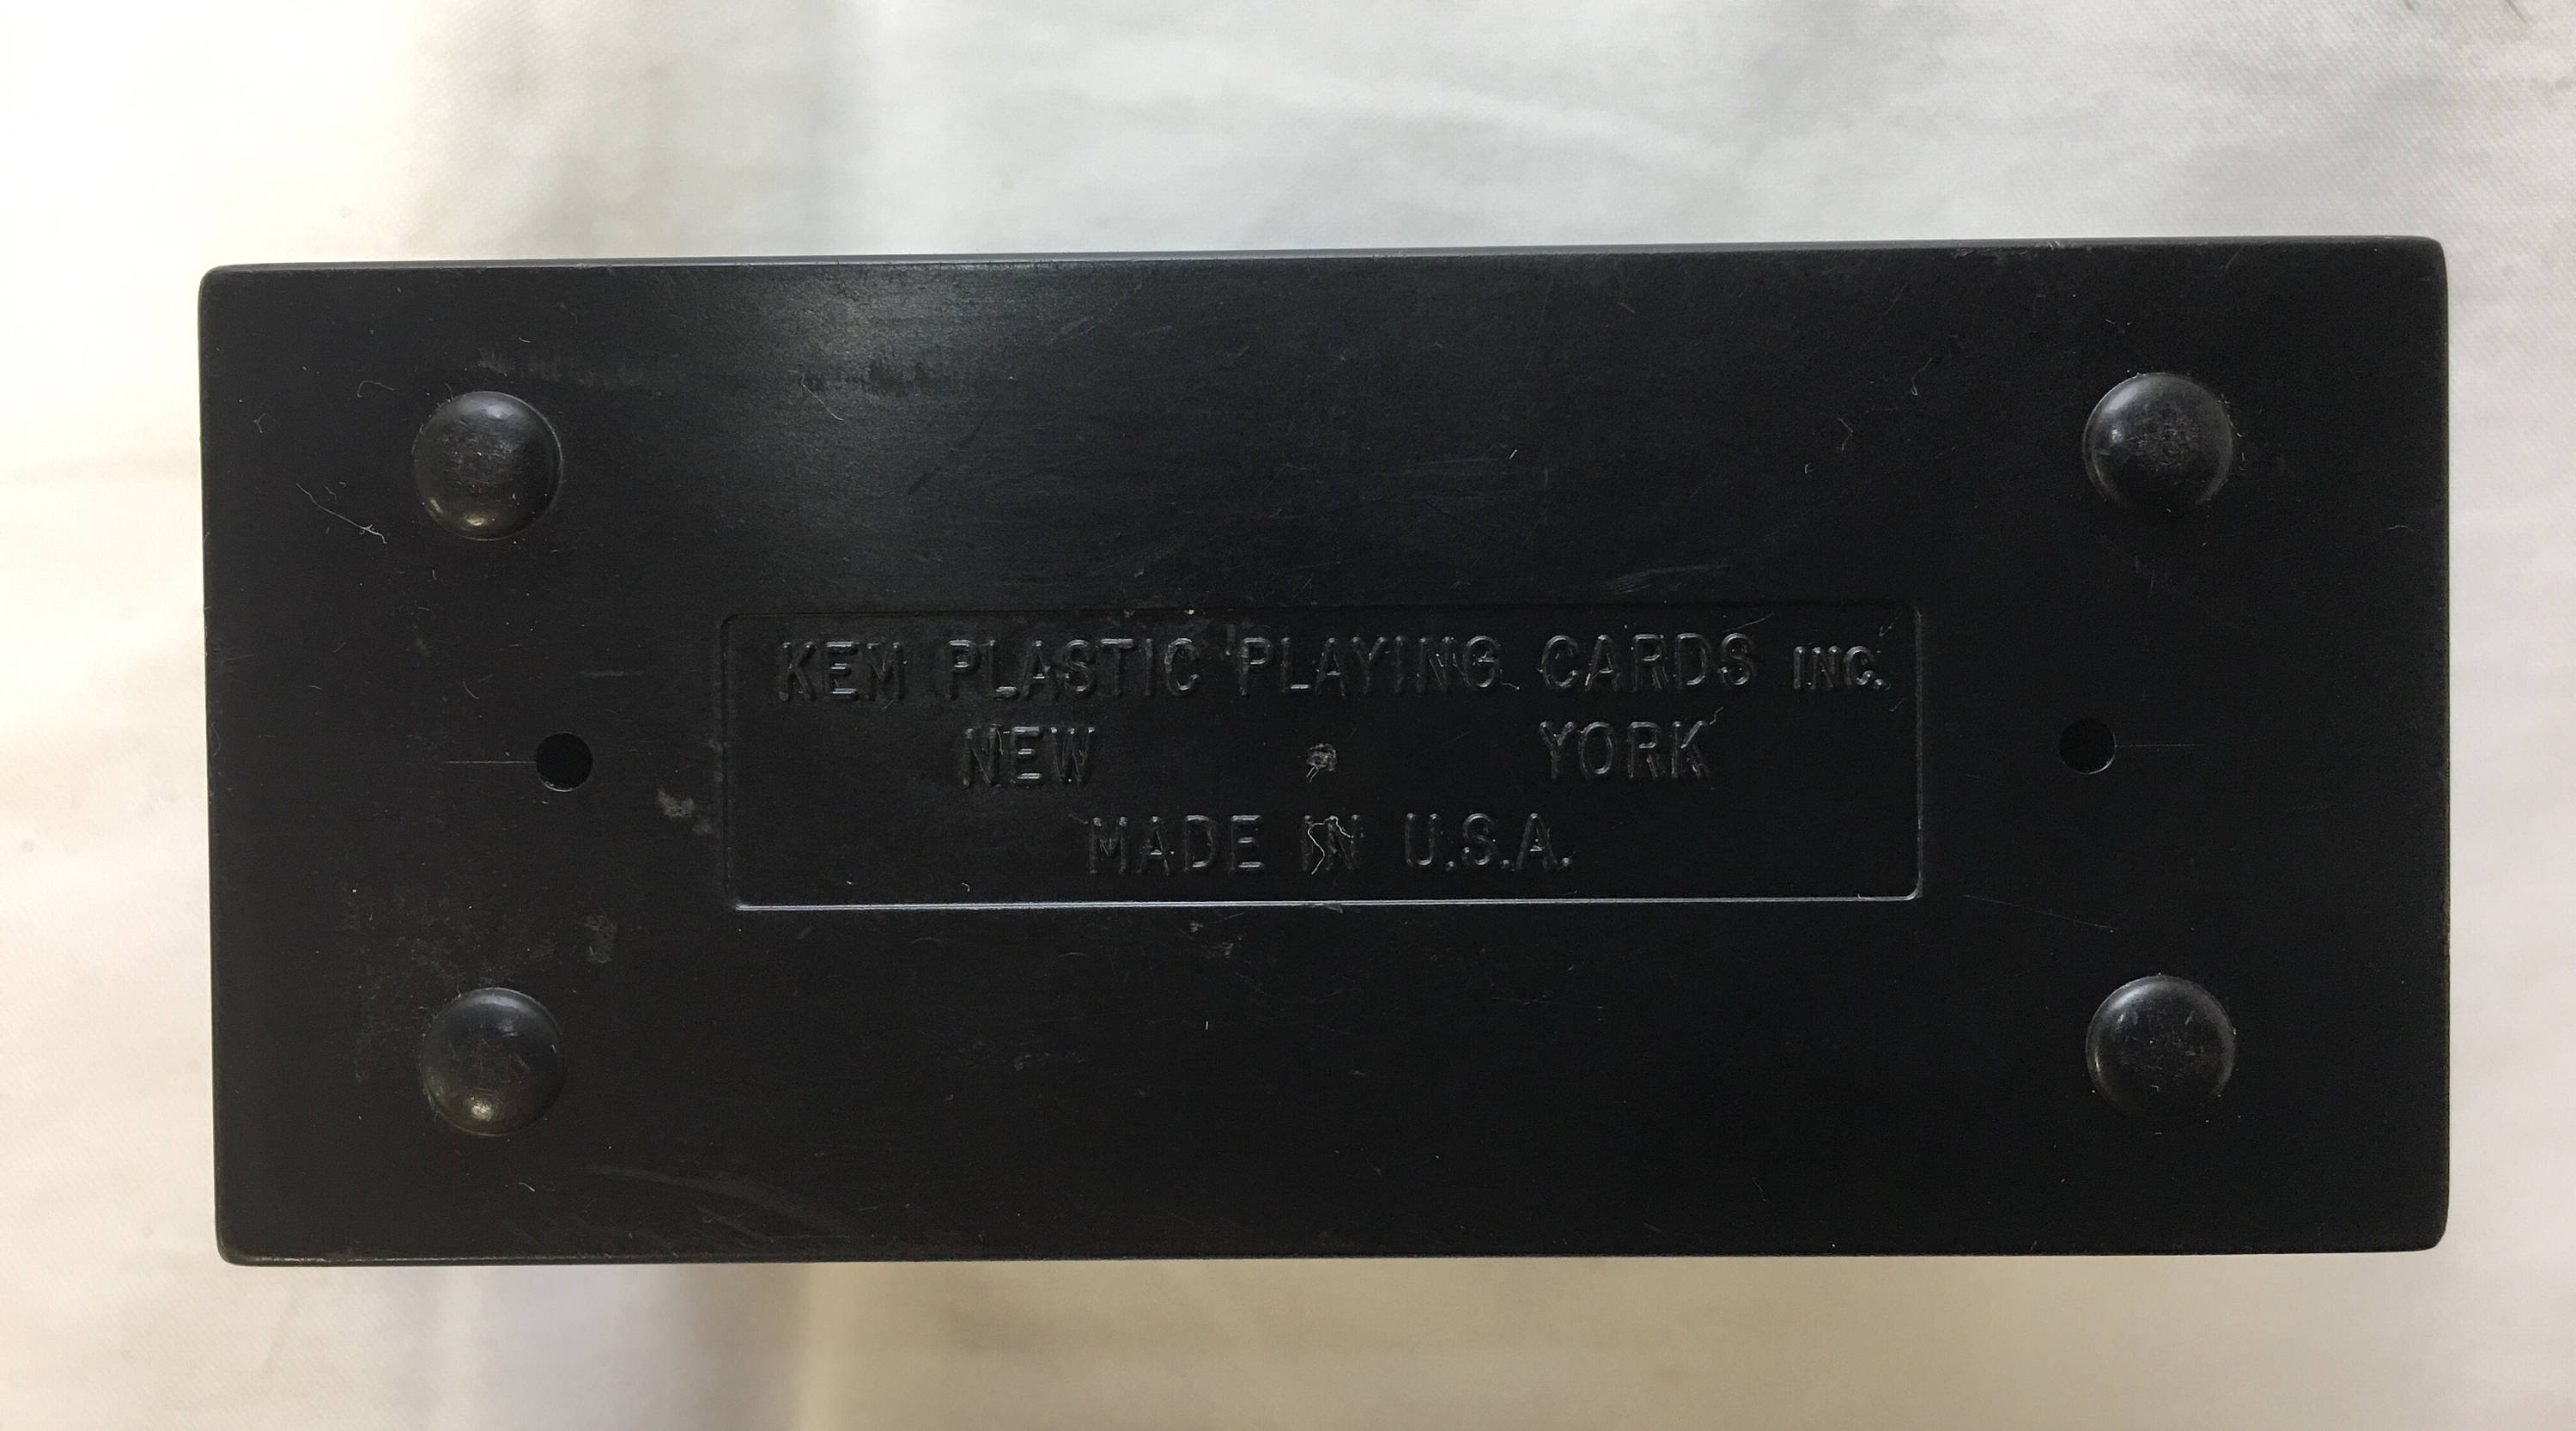 KEM PLASTIC PLAYING CARDS INC.
NEW • YORK
MADE IN U.S.A.